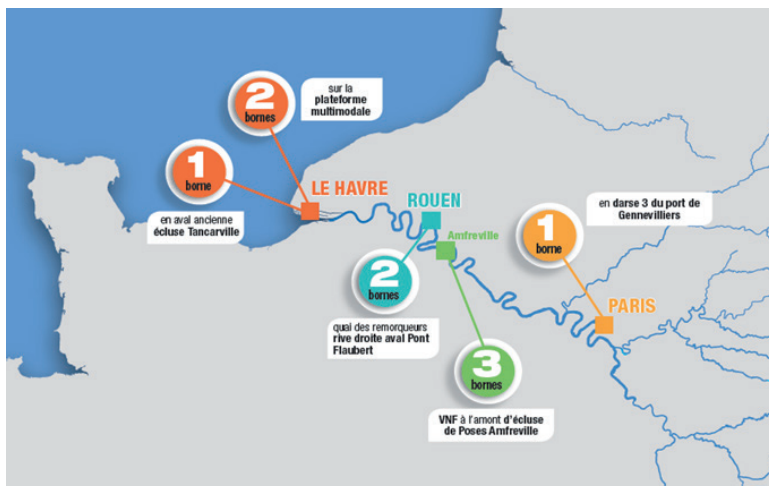 2
bornes
sur la
plateforme
multimodale
1
borne
en aval ancienne
écluse Tancarville
LE HAVRE
ROUEN
Amfreville
2
bornes
quai des remorqueurs
rive droite aval Pont
Flaubert
3
bornes
VNF à l'amont d'écluse
de Poses Amfreville
1
borne
en darse 3 du port de
Gennevilliers
PARIS